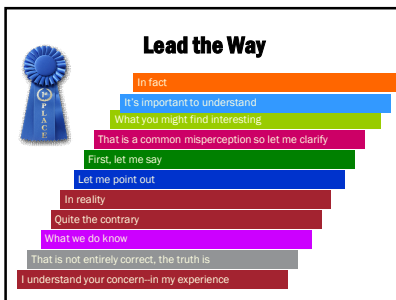 Lead the Way
1st
PLACE
In fact
It's important to understand
What you might find interesting
That is a common misperception so let me clarify
First, let me say
Let me point out
In reality
Quite the contrary
What we do know
That is not entirely correct, the truth is
I understand your concern–in my experience